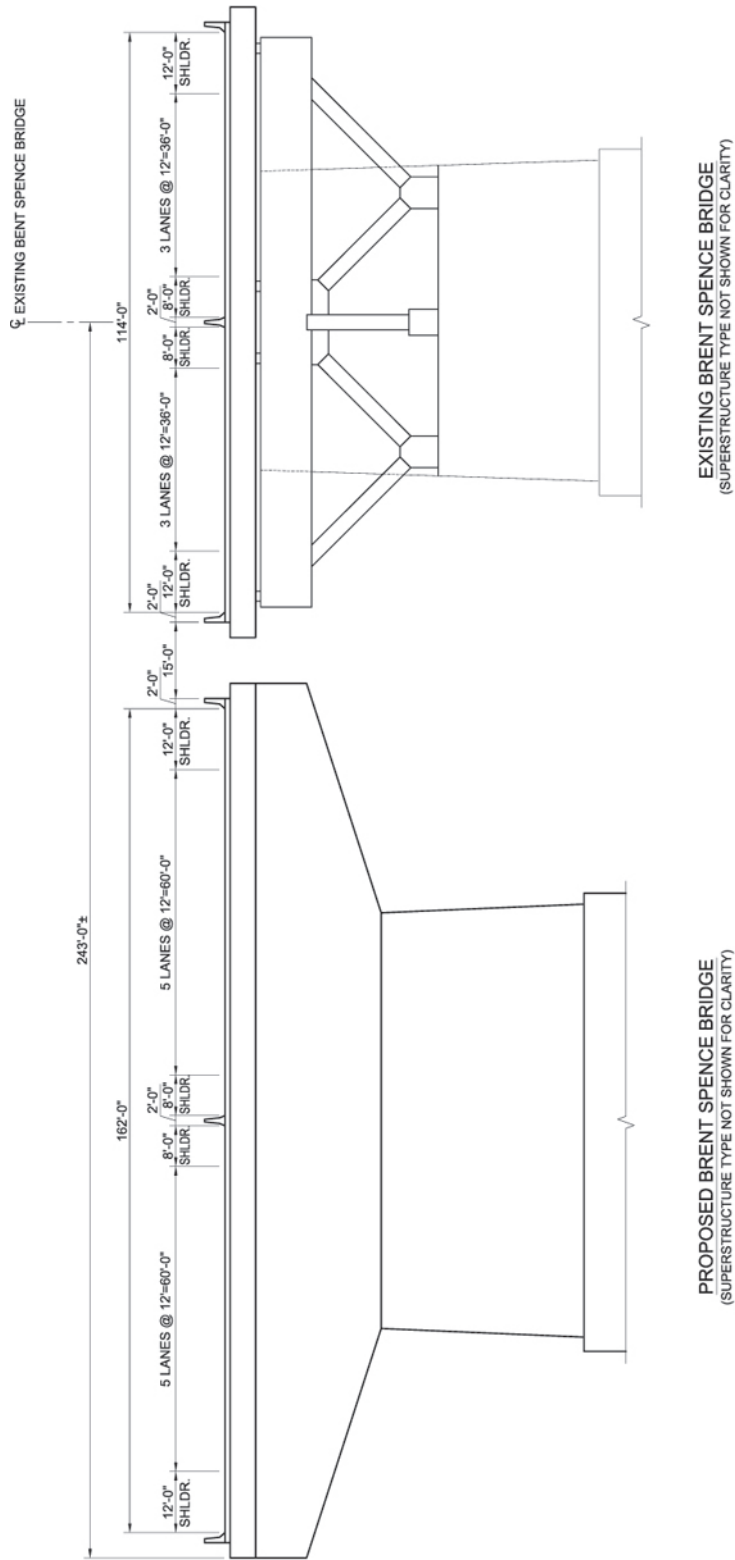 ℄ EXISTING BENT SPENCE BRIDGE
243'-0"±
162'-0" 114'-0"
2'-0" 2'-0" 2'-0" 2'-0"
12'-0" 5 LANES @ 12'=60'-0" 8'-0" 8'-0" 5 LANES @ 12'=60'-0" 12'-0" 15'-0" 12'-0" 3 LANES @ 12'=36'-0" 8'-0" 8'-0" 3 LANES @ 12'=36'-0" 12'-0"
SHLDR. SHLDR. SHLDR. SHLDR. SHLDR. SHLDR. SHLDR. SHLDR.
PROPOSED BRENT SPENCE BRIDGE
(SUPERSTRUCTURE TYPE NOT SHOWN FOR CLARITY)
EXISTING BRENT SPENCE BRIDGE
(SUPERSTRUCTURE TYPE NOT SHOWN FOR CLARITY)